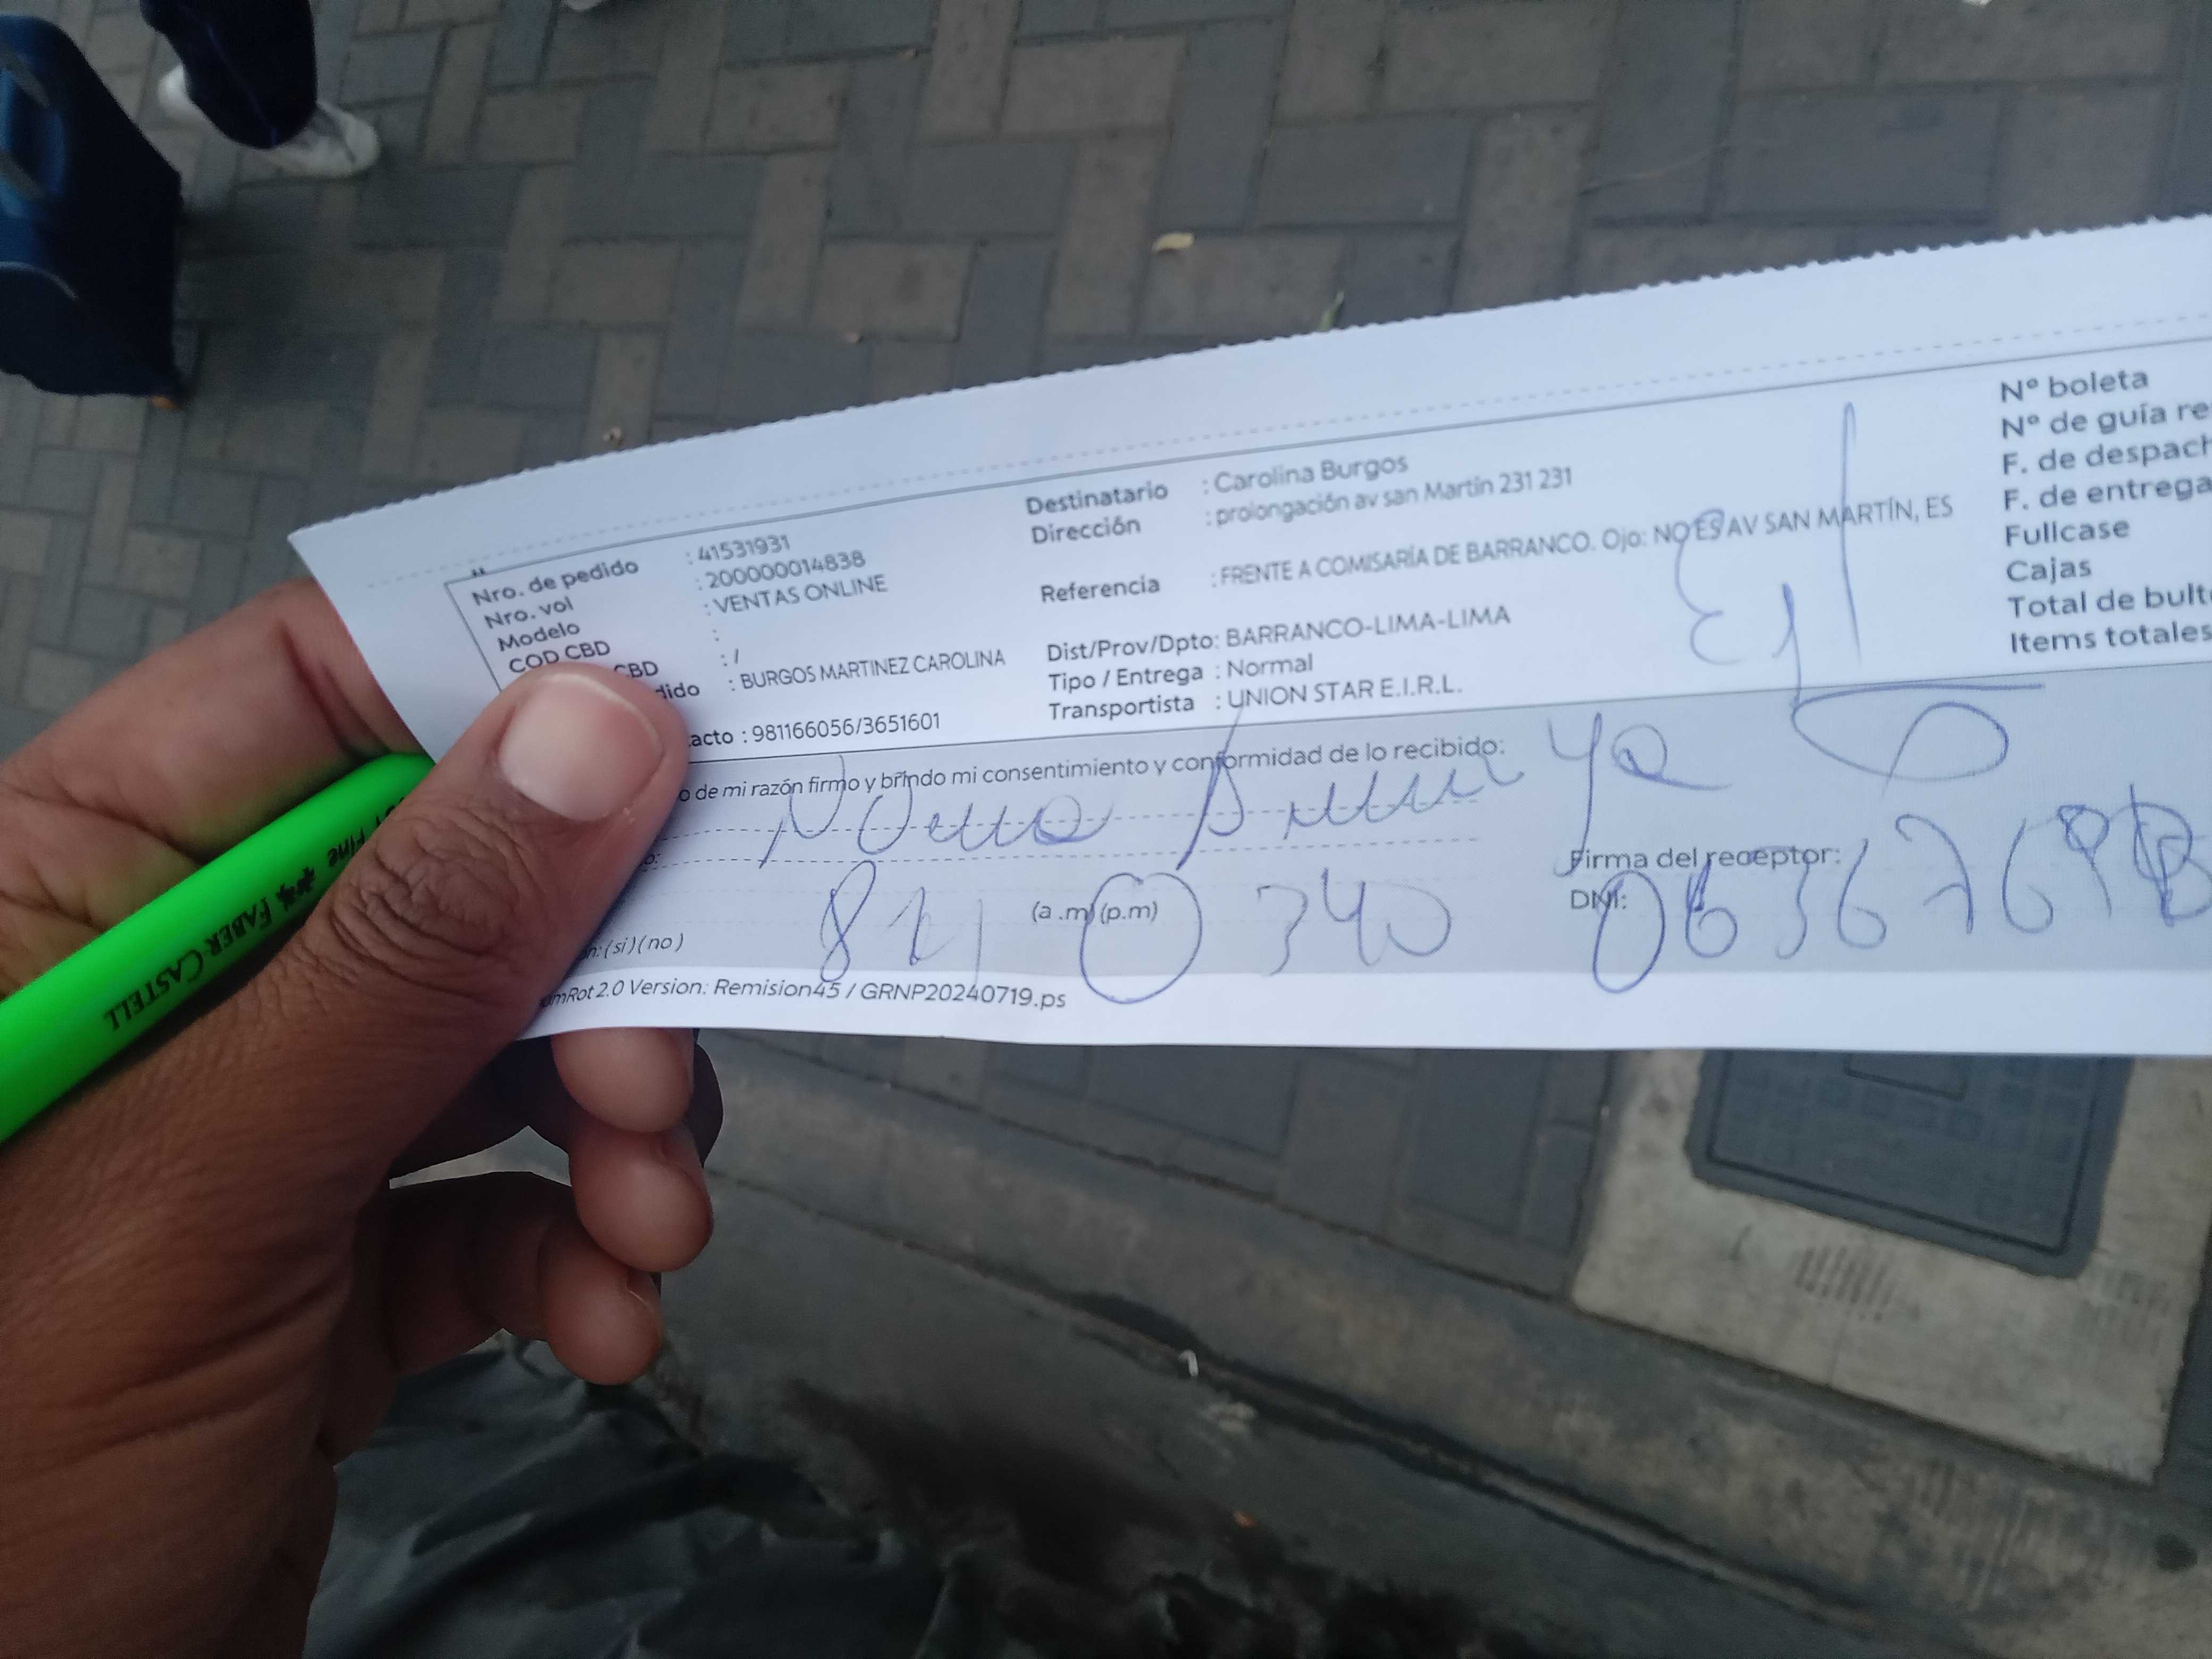 Nro. de pedido : 41531931
Nro. vol : 200000014838
Modelo : VENTAS ONLINE
COD CBD :
CBD : /
dido : BURGOS MARTINEZ CAROLINA
acto : 981166056/3651601
Destinatario : Carolina Burgos
Dirección : prolongación av san Martín 231 231
Referencia : FRENTE A COMISARÍA DE BARRANCO. Ojo: NO ES AV SAN MARTÍN, ES
Dist/Prov/Dpto: BARRANCO-LIMA-LIMA
Tipo / Entrega : Normal
Transportista : UNION STAR E.I.R.L.
Nº boleta
Nº de guía re
F. de despach
F. de entrega
Fullcase
Cajas
Total de bult
Items totales
o de mi razón firmo y brindo mi consentimiento y conformidad de lo recibido:
o:
Firma del receptor:
(a .m) (p.m) 340
DNI:
n: ( si ) ( no )
omRot 2.0 Version: Remision45 / GRNP20240719.ps
FABER-CASTELL
Fine